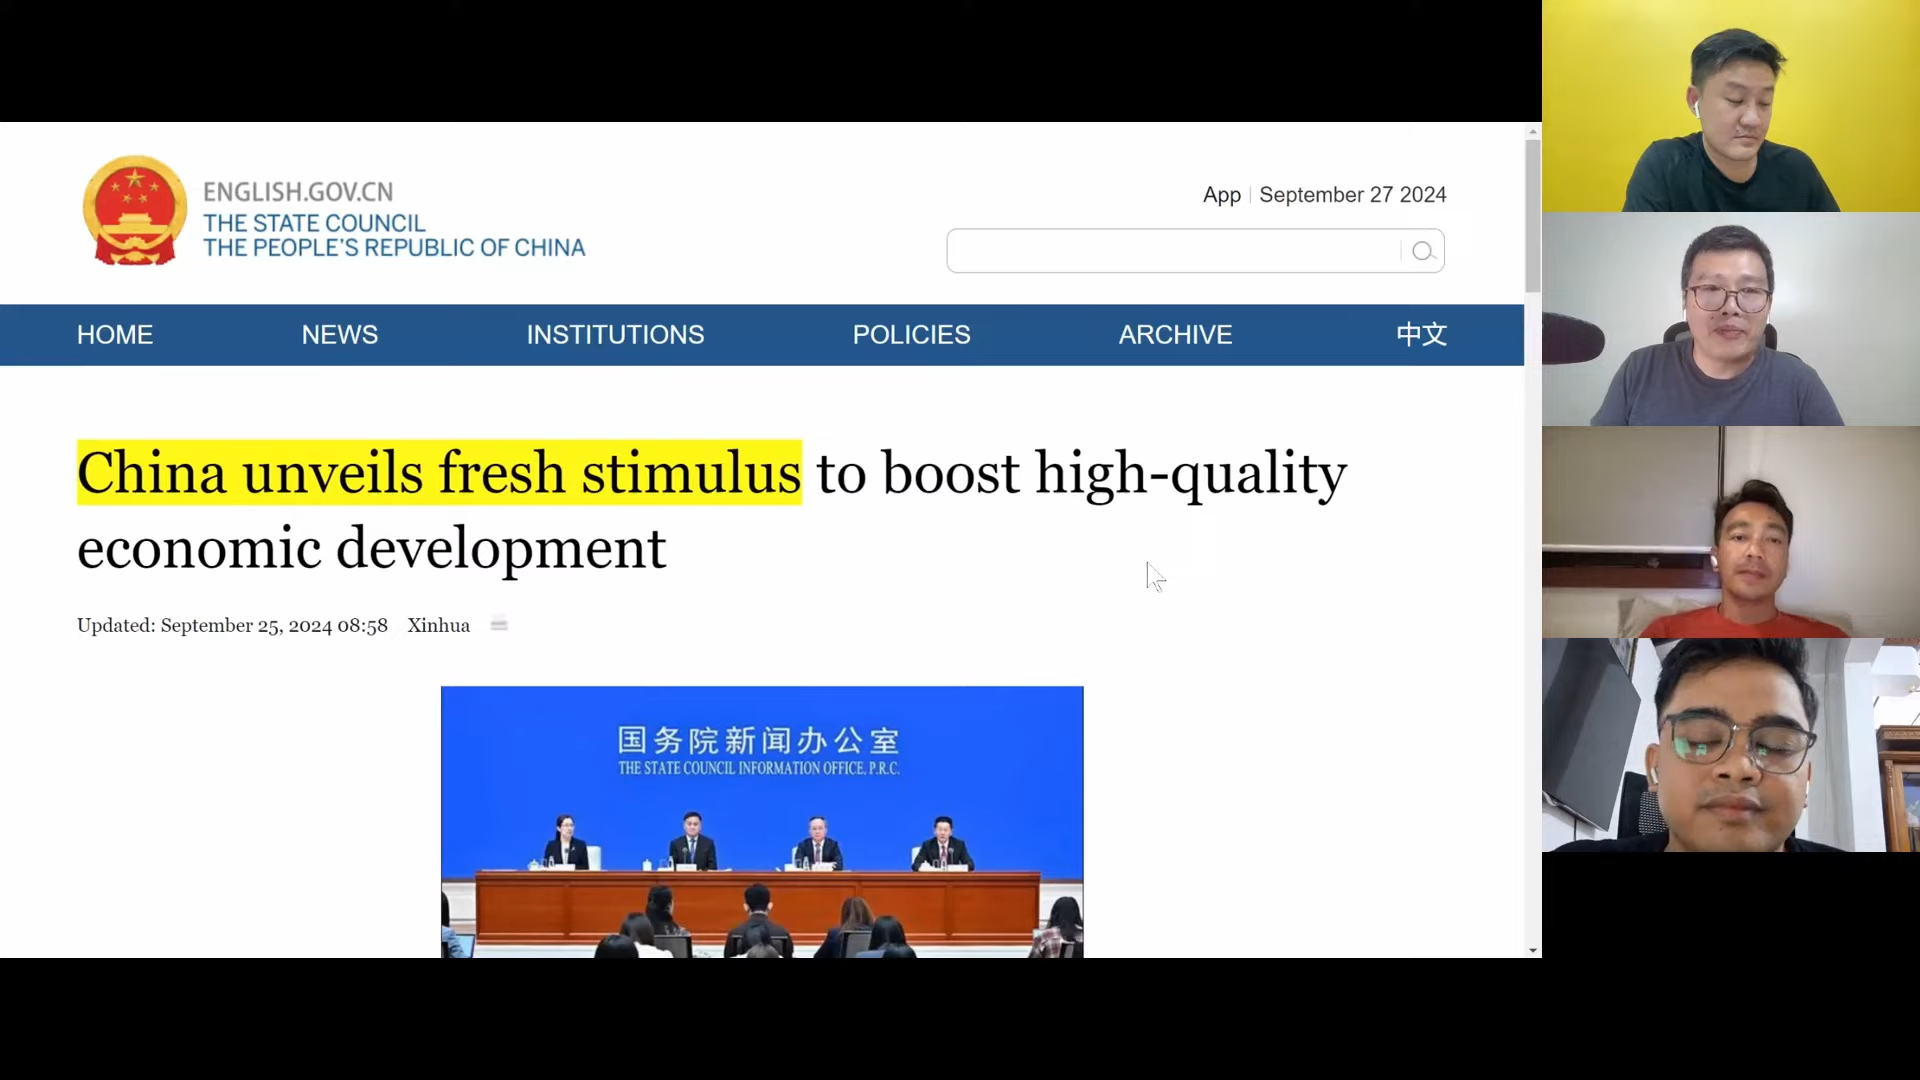 ENGLISH.GOV.CN
THE STATE COUNCIL
THE PEOPLE'S REPUBLIC OF CHINA
App | September 27 2024
HOME NEWS INSTITUTIONS POLICIES ARCHIVE 中文
China unveils fresh stimulus to boost high-quality
economic development
Updated: September 25, 2024 08:58 Xinhua
国务院新闻办公室
THE STATE COUNCIL INFORMATION OFFICE, P.R.C.